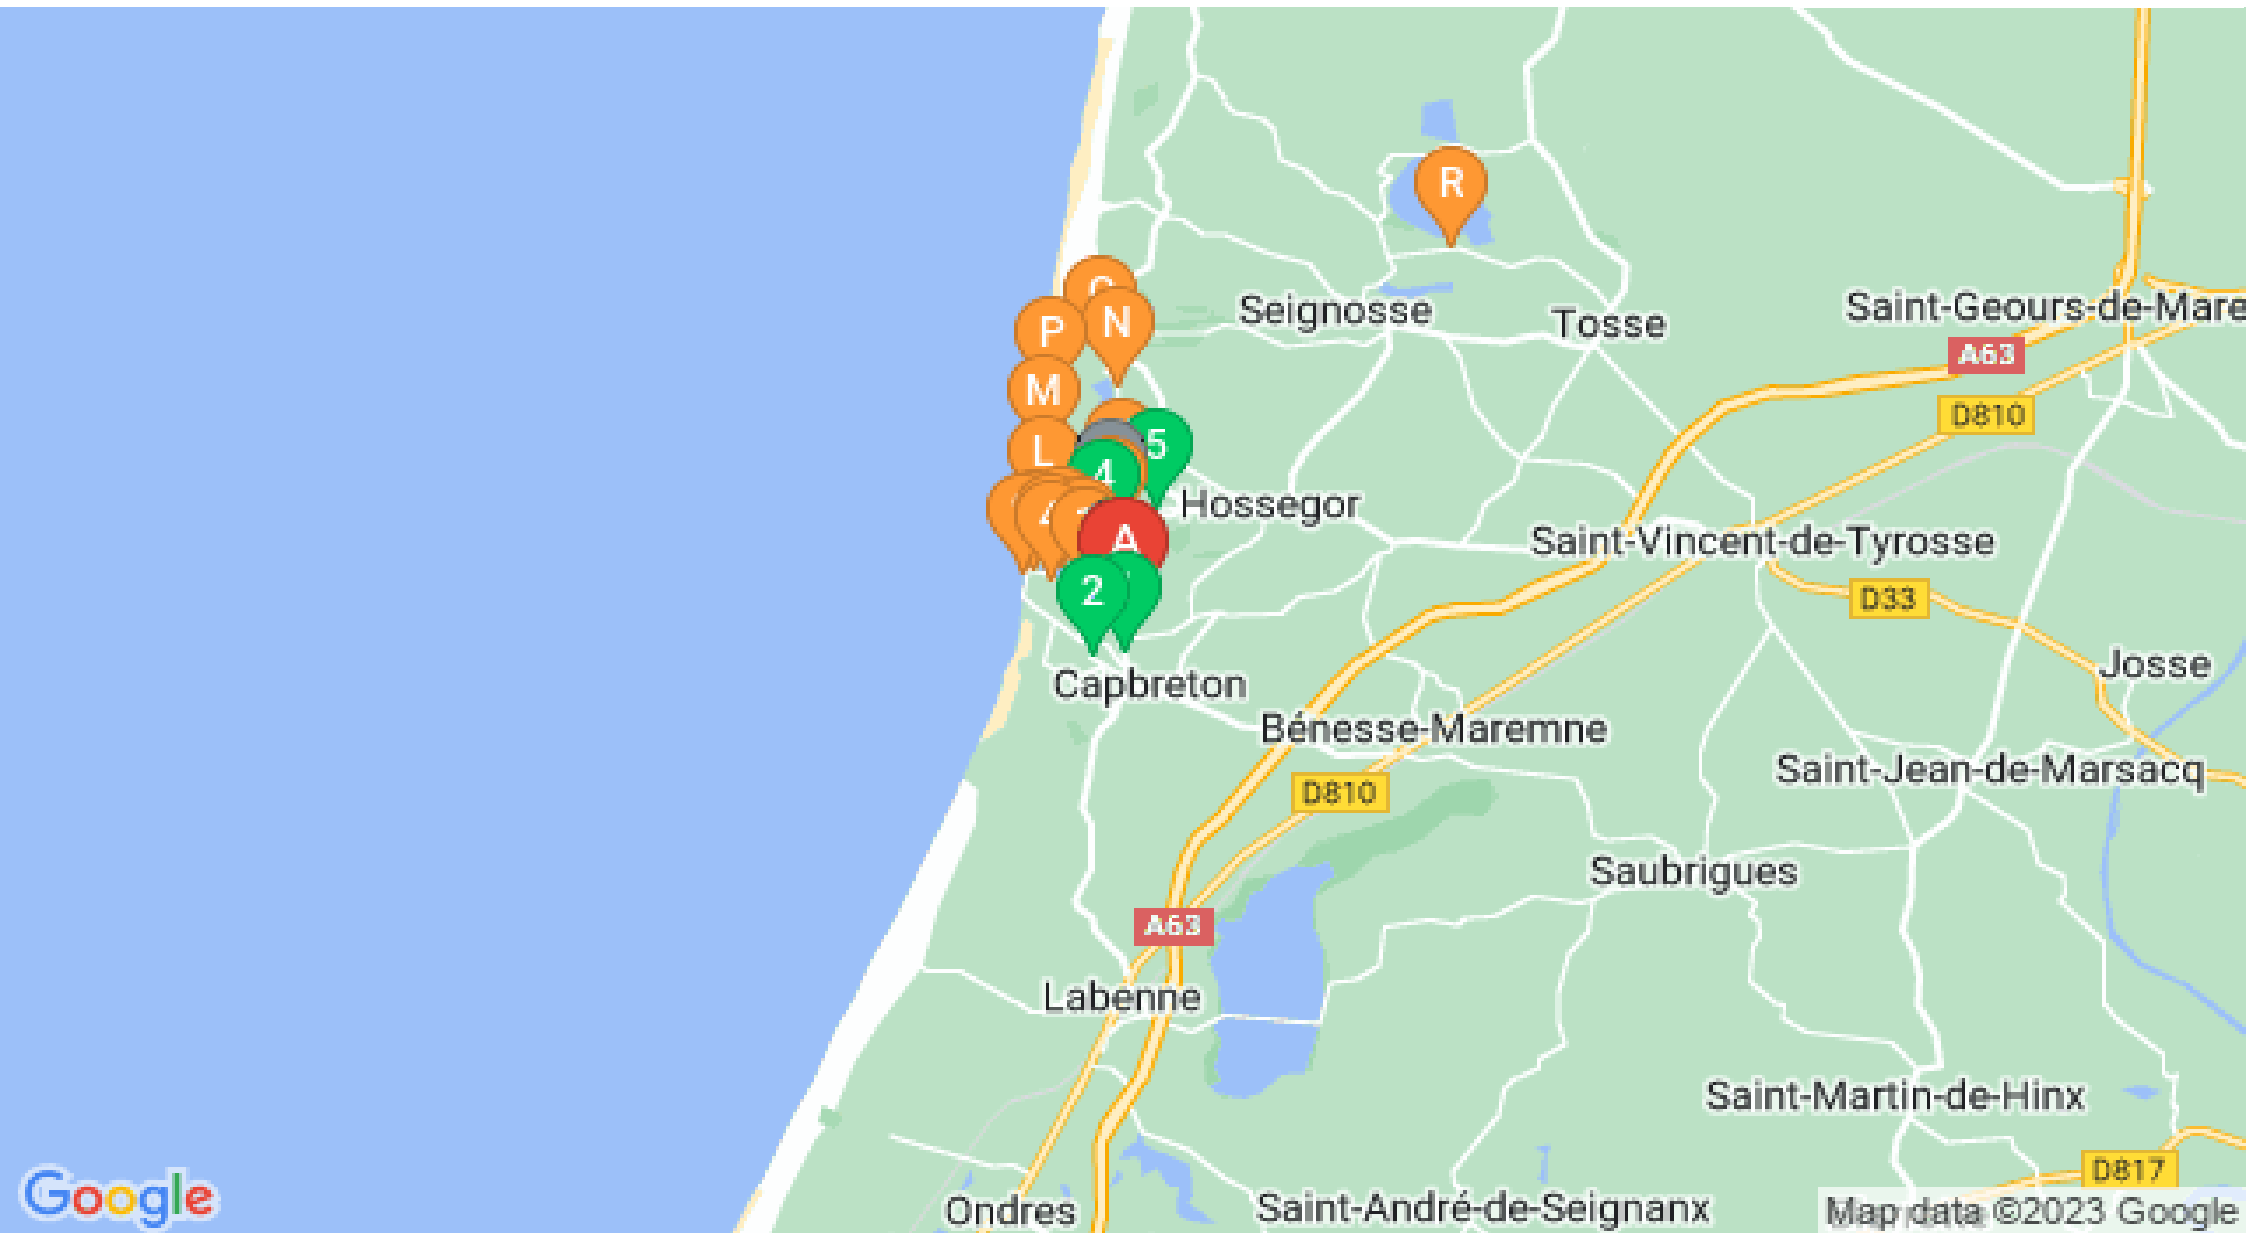 R
N
P
Seignosse
Tosse
Saint-Geours-de-Mare
A63
M
D810
L
5
4
Hossegor
A
Saint-Vincent-de-Tyrosse
2
D33
Josse
Capbreton
Bénesse-Maremne
Saint-Jean-de-Marsacq
D810
Saubrigues
A63
Labenne
Saint-Martin-de-Hinx
D817
Google
Ondres
Saint-André-de-Seignanx
Map data ©2023 Google